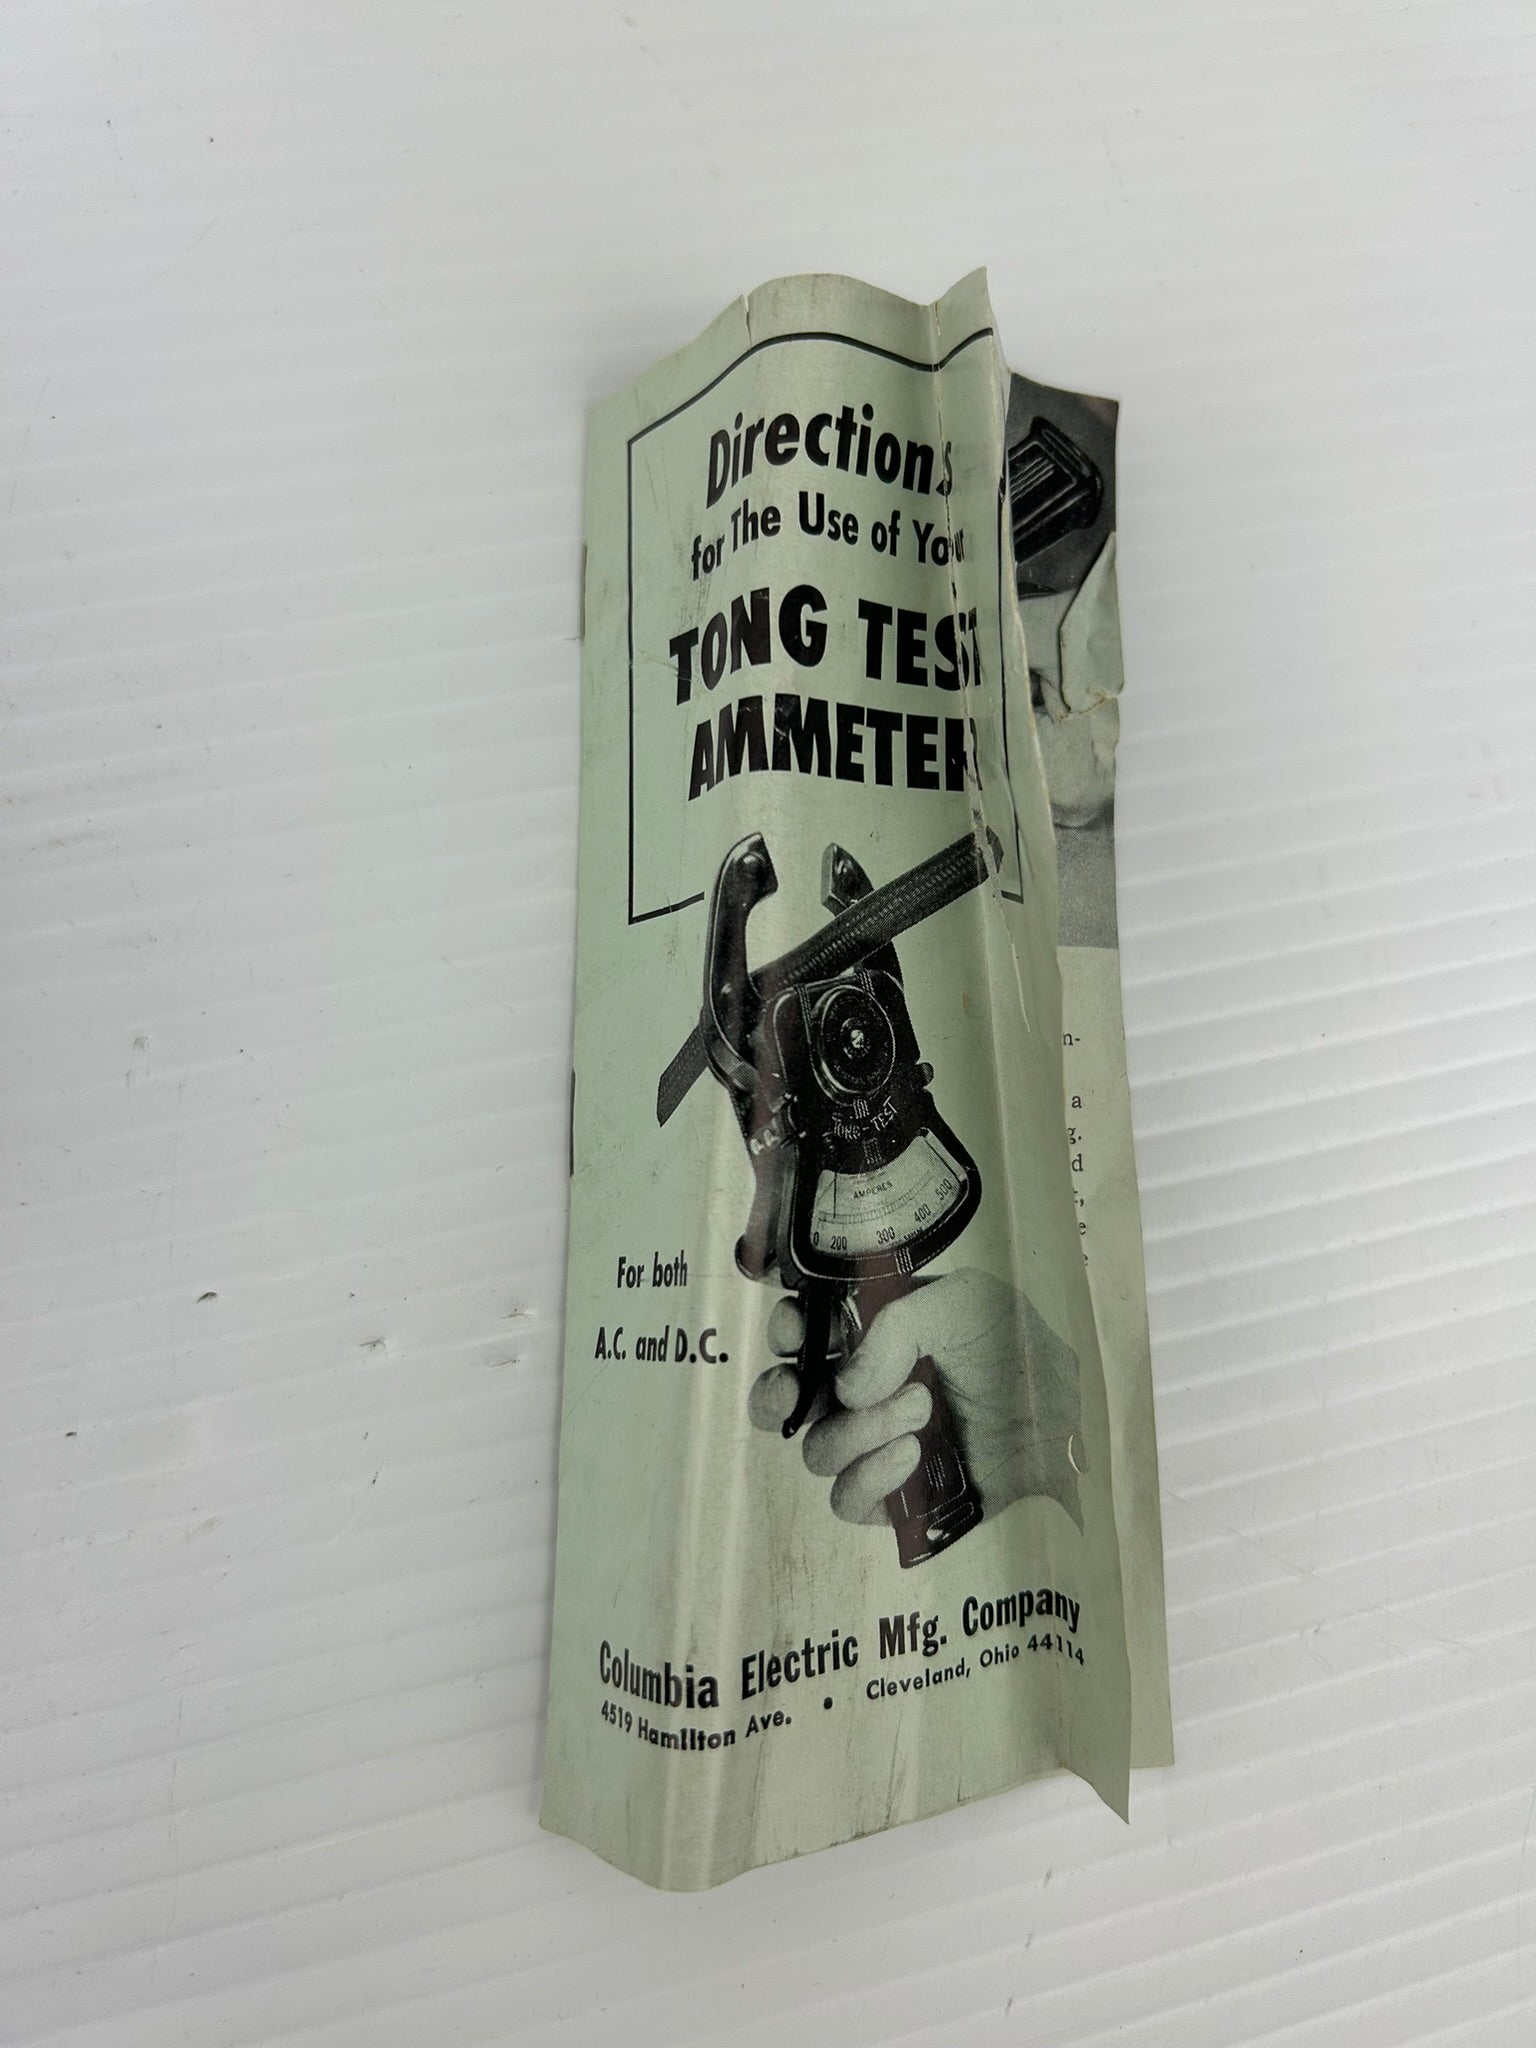 Directions
for The Use of Your
TONG TEST
AMMETER
TONG-TEST
AMPERES
0 200 300 400 500
For both
A.C. and D.C.
Columbia Electric Mfg. Company
4519 Hamilton Ave. • Cleveland, Ohio 44114
n-
a
g.
d
t,
e
e